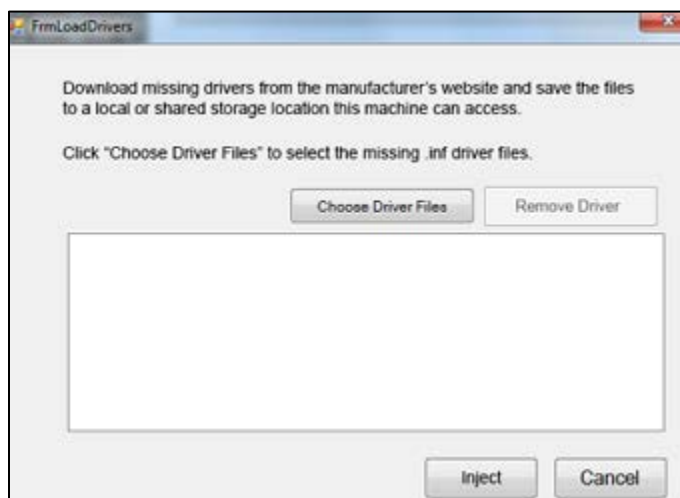 FrmLoadDrivers
Download missing drivers from the manufacturer's website and save the files
to a local or shared storage location this machine can access.
Click "Choose Driver Files" to select the missing .inf driver files.
Choose Driver Files
Remove Driver
Inject
Cancel